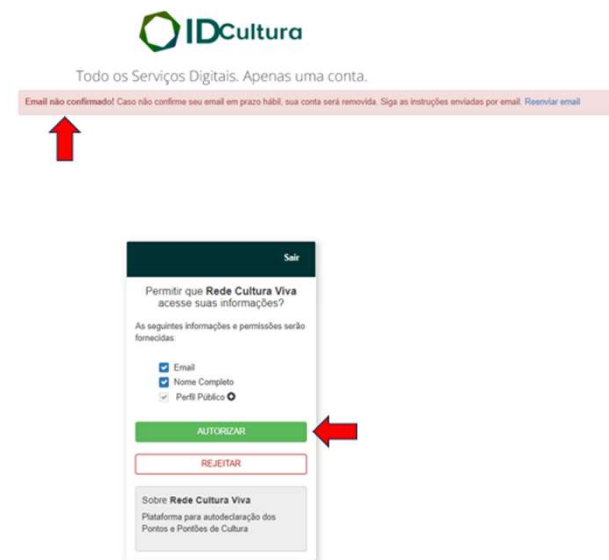 IDCultura
Todo os Serviços Digitais. Apenas uma conta.
Email não confirmado! Caso não confirme seu email em prazo hábil, sua conta será removida. Siga as instruções enviadas por email. Reenviar email
Sair
Permitir que Rede Cultura Viva
acesse suas informações?
As seguintes informações e permissões serão
fornecidas:
Email
Nome Completo
Perfil Público
AUTORIZAR
REJEITAR
Sobre Rede Cultura Viva
Plataforma para autodeclaração dos
Pontos e Pontões de Cultura